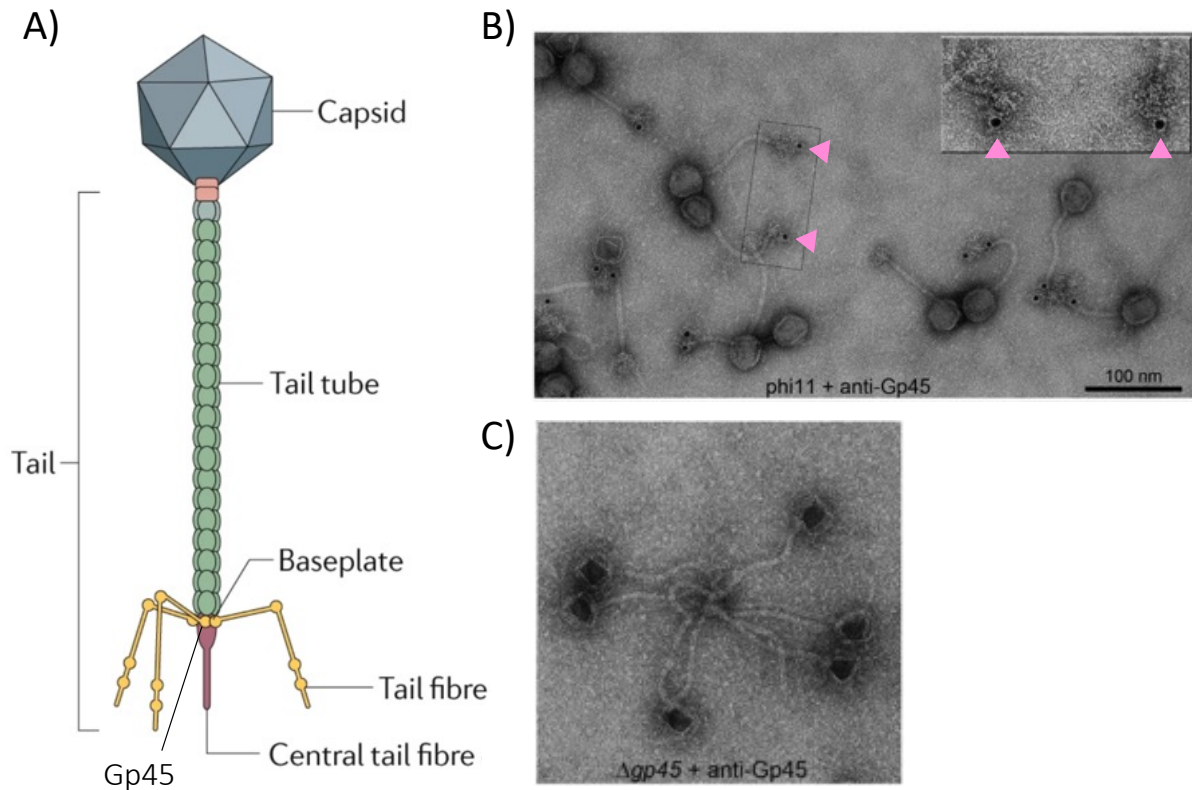 A)
Capsid
Tail tube
Tail
Baseplate
Tail fibre
Central tail fibre
Gp45
B)
phi11 + anti-Gp45
100 nm
C)
Δgp45 + anti-Gp45